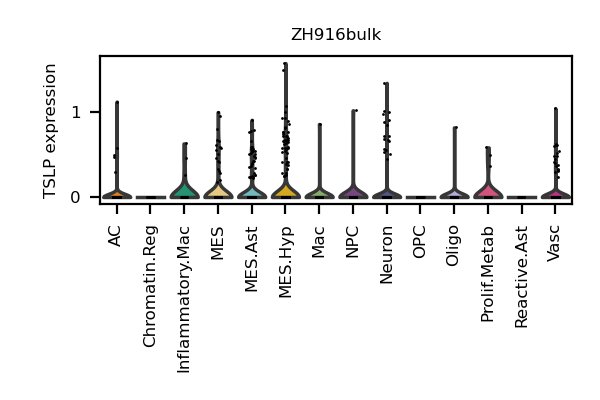 ZH916bulk
TSLP expression
1
0
AC
Chromatin.Reg
Inflammatory.Mac
MES
MES.Ast
MES.Hyp
Mac
NPC
Neuron
OPC
Oligo
Prolif.Metab
Reactive.Ast
Vasc